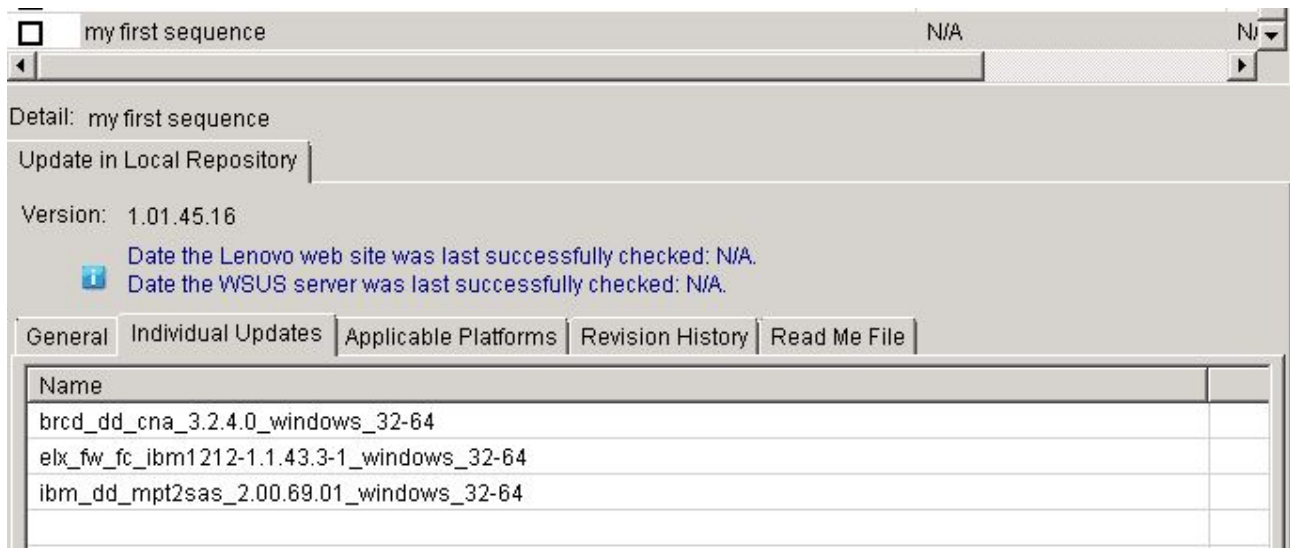 my first sequence N/A N/
Detail: my first sequence
Update in Local Repository
Version: 1.01.45.16
Date the Lenovo web site was last successfully checked: N/A.
Date the WSUS server was last successfully checked: N/A.
General Individual Updates Applicable Platforms Revision History Read Me File
Name
brcd_dd_cna_3.2.4.0_windows_32-64
elx_fw_fc_ibm1212-1.1.43.3-1_windows_32-64
ibm_dd_mpt2sas_2.00.69.01_windows_32-64